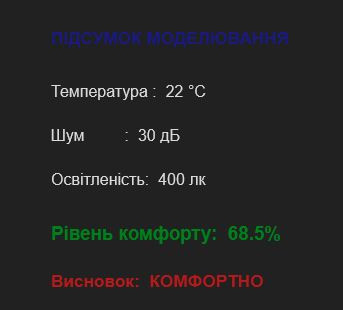 ПІДСУМОК МОДЕЛЮВАННЯ
Температура : 22 °C
Шум : 30 дБ
Освітленість: 400 лк
Рівень комфорту: 68.5%
Висновок: КОМФОРТНО